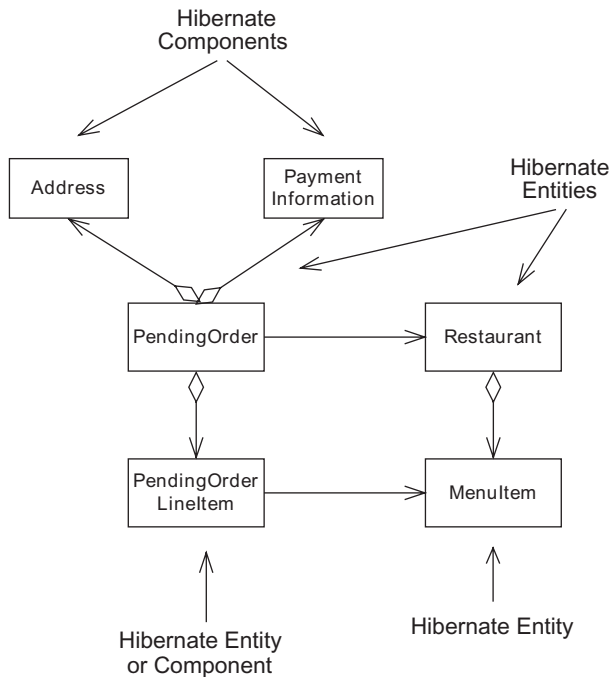 Hibernate
Components
Address
Payment
Information
Hibernate
Entities
PendingOrder
Restaurant
PendingOrder
LineItem
MenuItem
Hibernate Entity
or Component
Hibernate Entity